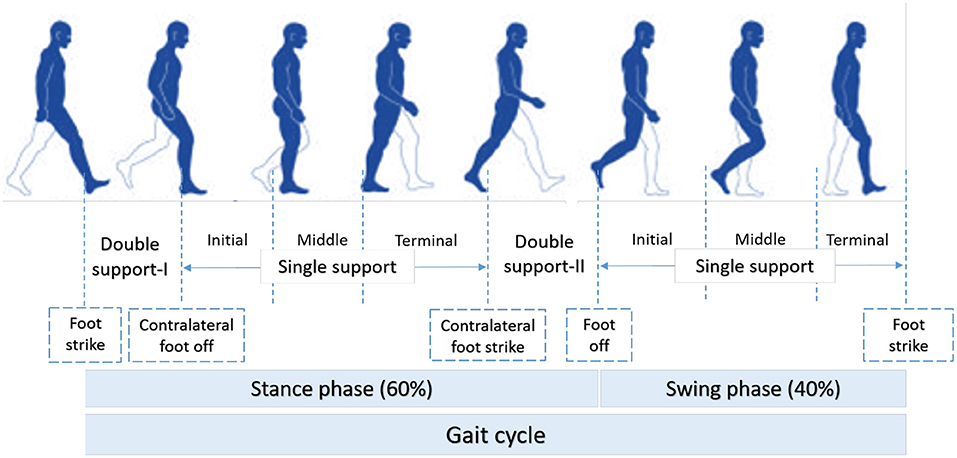 Double
support-I
Initial
Middle
Terminal
Single support
Double
support-II
Initial
Middle
Terminal
Single support
Foot
strike
Contralateral
foot off
Contralateral
foot strike
Foot
off
Foot
strike
Stance phase (60%)
Swing phase (40%)
Gait cycle